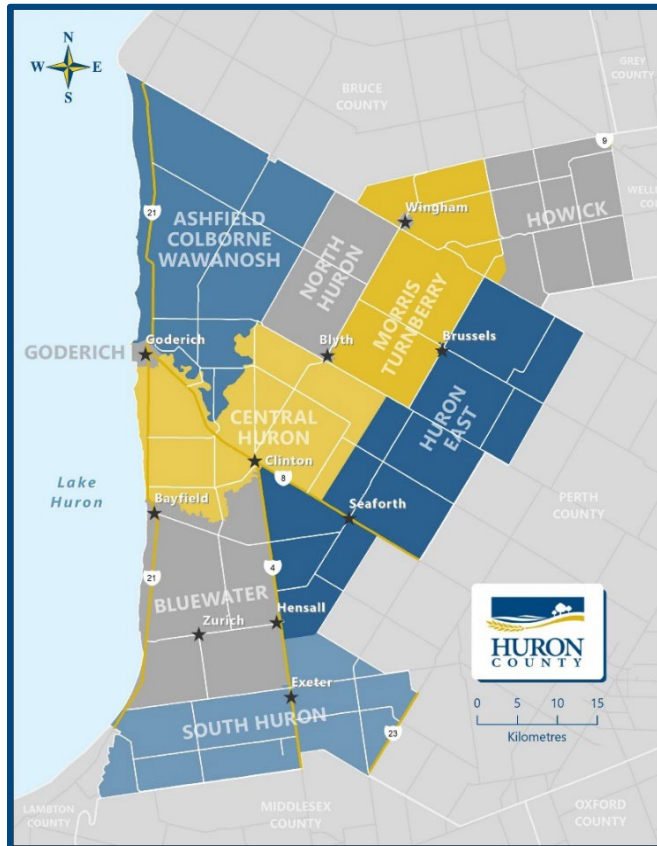 N
W E
S
BRUCE
COUNTY
GREY
COUNTY
9
Wingham
HOWICK
21
ASHFIELD
COLBORNE
WAWANOSH
NORTH
HURON
MORRIS
TURNBERRY
GODERICH
Goderich
Blyth
Brussels
CENTRAL
HURON
HURON
EAST
Clinton
8
Lake
Huron
Bayfield
Seaforth
PERTH
COUNTY
21
4
BLUEWATER
Zurich
Hensall
HURON
COUNTY
Exeter
SOUTH HURON
0 5 10 15
Kilometres
23
LAMBTON
COUNTY
MIDDLESEX
COUNTY
OXFORD
COUNTY